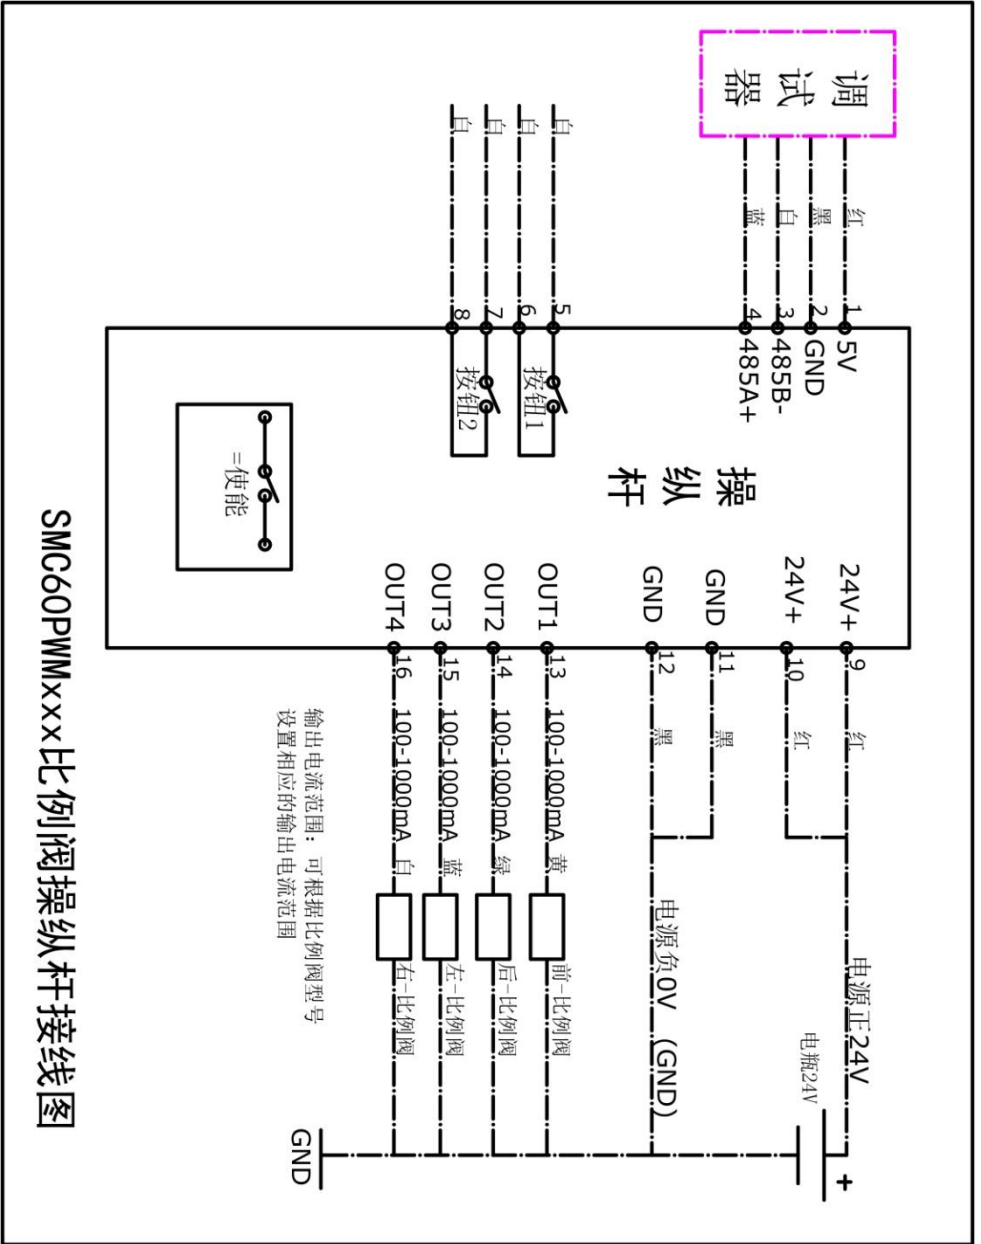 调试器
红
黑
白
蓝
1
2
3
4
5V
GND
485B-
485A+
白
白
白
白
5
6
7
8
按钮1
按钮2
操纵杆
=使能
24V+
24V+
GND
GND
OUT1
OUT2
OUT3
OUT4
9
10
11
12
13
14
15
16
红
红
黑
黑
100-1000mA 黄
100-1000mA 绿
100-1000mA 蓝
100-1000mA 白
前-比例阀
后-比例阀
左-比例阀
右-比例阀
电源正24V
电瓶24V
+
电源负0V (GND)
GND
输出电流范围：可根据比例阀型号
设置相应的输出电流范围
SMC60PWMxxx比例阀操纵杆接线图